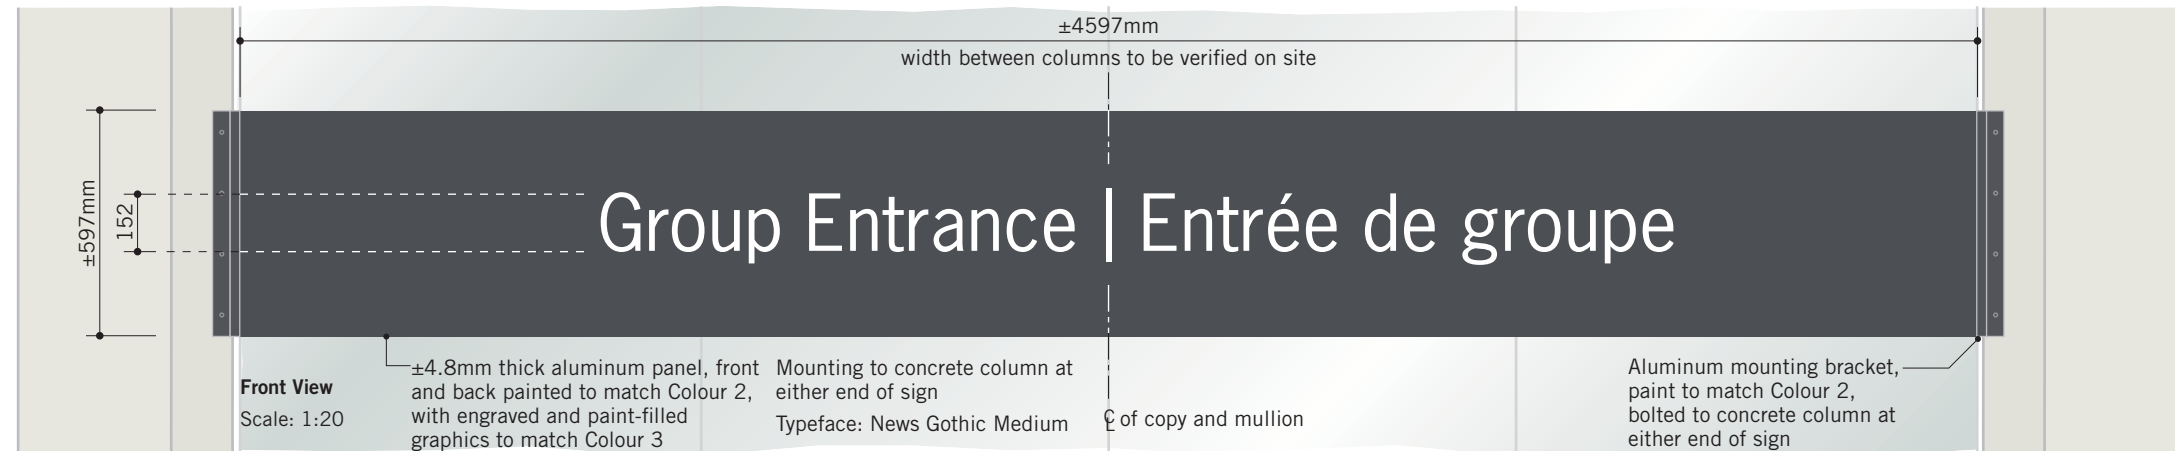 ±4597mm
width between columns to be verified on site
±597mm
152
Group Entrance | Entrée de groupe
Front View
Scale: 1:20
±4.8mm thick aluminum panel, front
and back painted to match Colour 2,
with engraved and paint-filled
graphics to match Colour 3
Mounting to concrete column at
either end of sign
Typeface: News Gothic Medium
℄ of copy and mullion
Aluminum mounting bracket,
paint to match Colour 2,
bolted to concrete column at
either end of sign